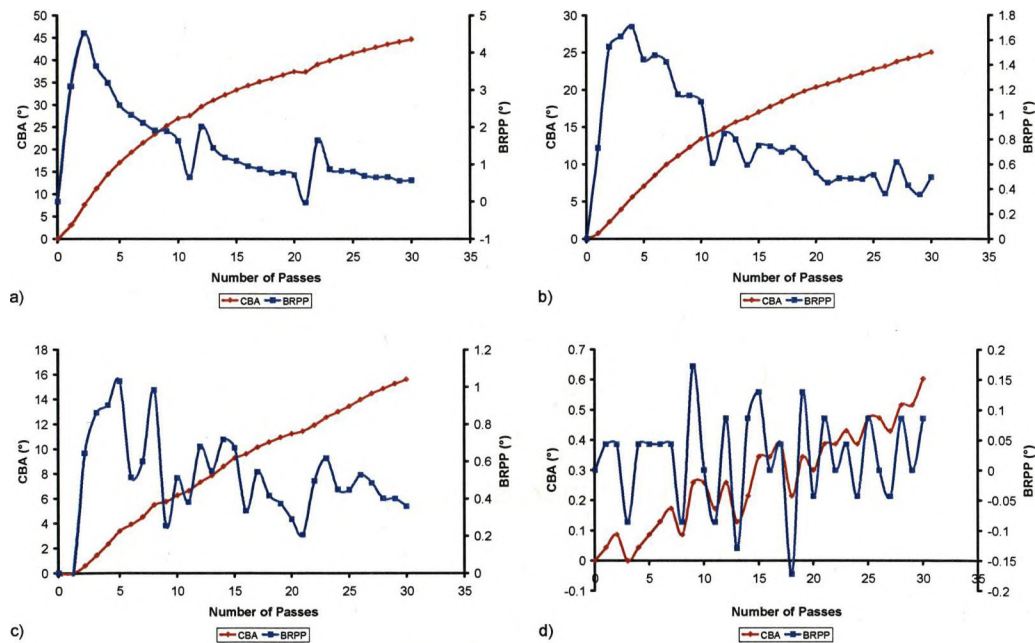 50
45
40
35
30
25
20
15
10
5
0
CBA (°)
5
4
3
2
1
0
-1
BRPP (°)
0 5 10 15 20 25 30 35
Number of Passes
CBA BRPP
a)
30
25
20
15
10
5
0
CBA (°)
1.8
1.6
1.4
1.2
1
0.8
0.6
0.4
0.2
0
BRPP (°)
0 5 10 15 20 25 30 35
Number of Passes
CBA BRPP
b)
18
16
14
12
10
8
6
4
2
0
CBA (°)
1.2
1
0.8
0.6
0.4
0.2
0
BRPP (°)
0 5 10 15 20 25 30 35
Number of Passes
CBA BRPP
c)
0.7
0.6
0.5
0.4
0.3
0.2
0.1
0
-0.1
CBA (°)
0.2
0.15
0.1
0.05
0
-0.05
-0.1
-0.15
-0.2
BRPP (°)
0 5 10 15 20 25 30 35
Number of Passes
CBA BRPP
d)